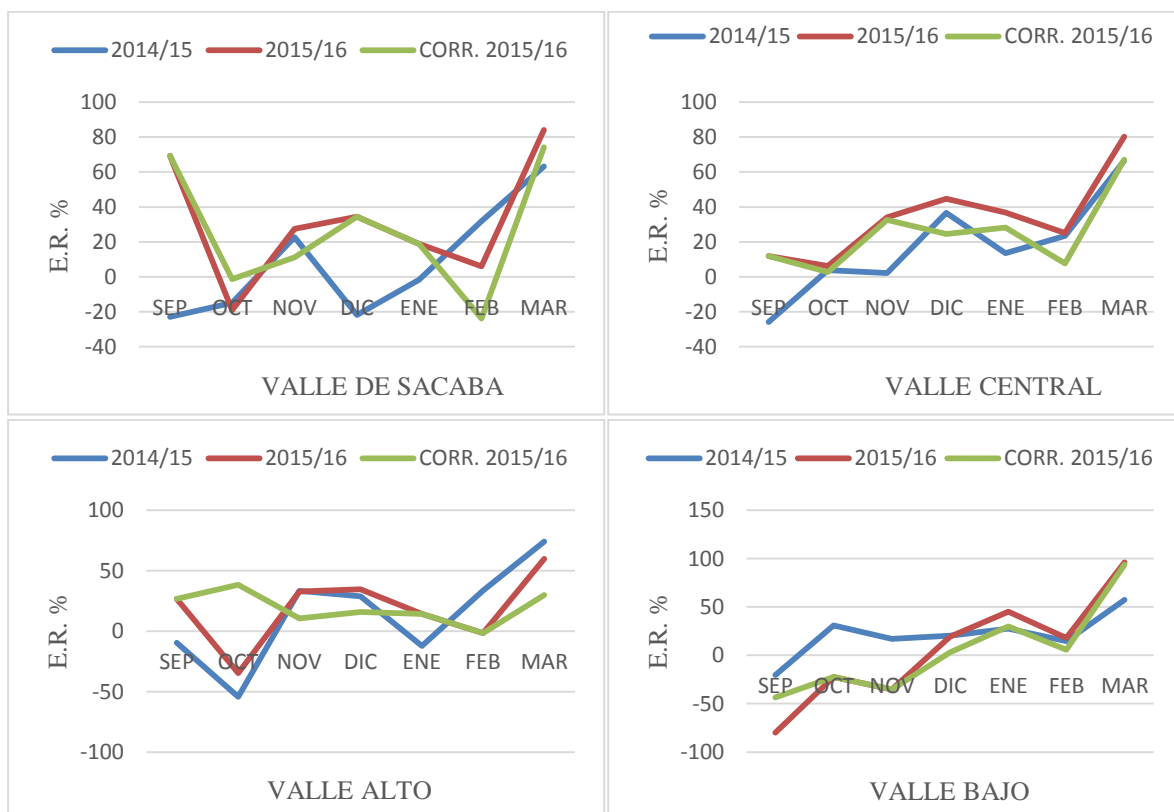 2014/15 2015/16 CORR. 2015/16
100
80
60
40
20
0
-20
-40
E.R. %
SEP OCT NOV DIC ENE FEB MAR
VALLE DE SACABA
2014/15 2015/16 CORR. 2015/16
100
80
60
40
20
0
-20
-40
E.R. %
SEP OCT NOV DIC ENE FEB MAR
VALLE CENTRAL
2014/15 2015/16 CORR. 2015/16
100
50
0
-50
-100
E.R. %
SEP OCT NOV DIC ENE FEB MAR
VALLE ALTO
2014/15 2015/16 CORR. 2015/16
150
100
50
0
-50
-100
E.R. %
SEP OCT NOV DIC ENE FEB MAR
VALLE BAJO